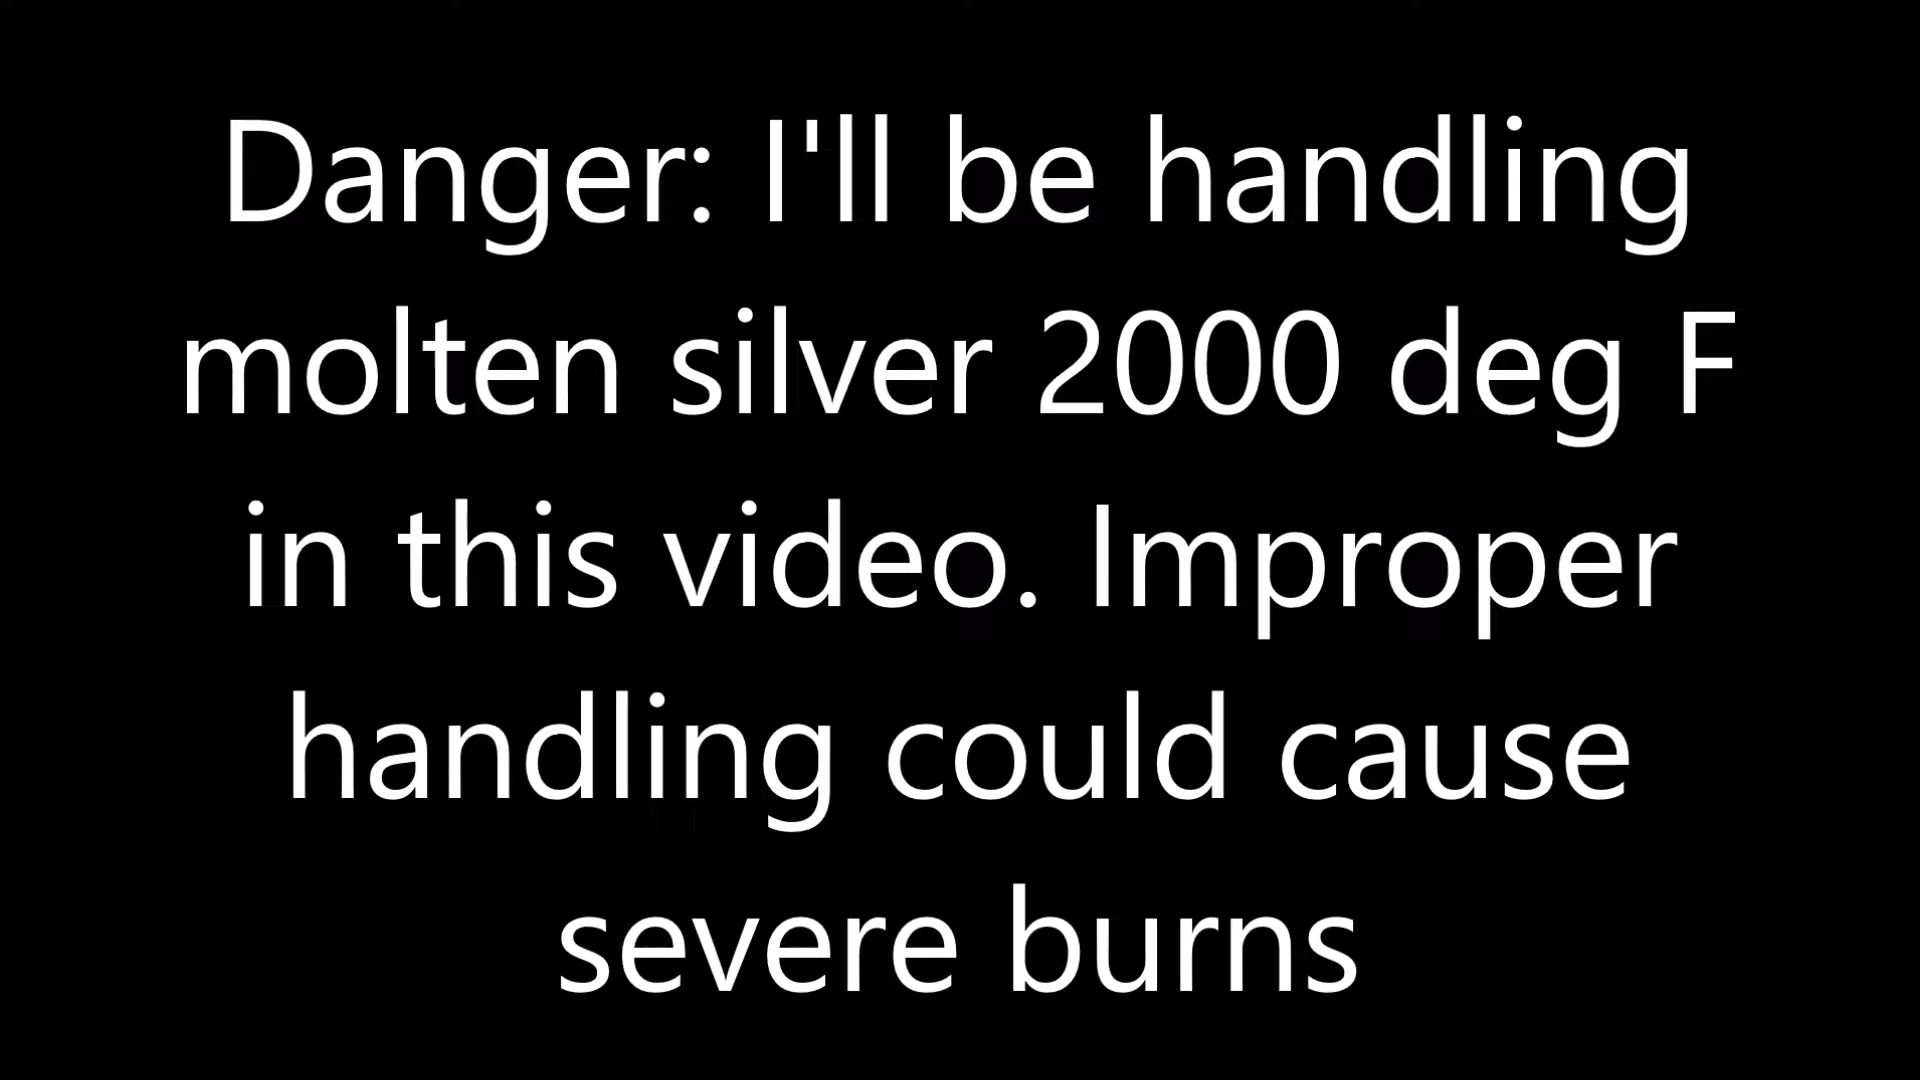 Danger: I'll be handling
molten silver 2000 deg F
in this video. Improper
handling could cause
severe burns